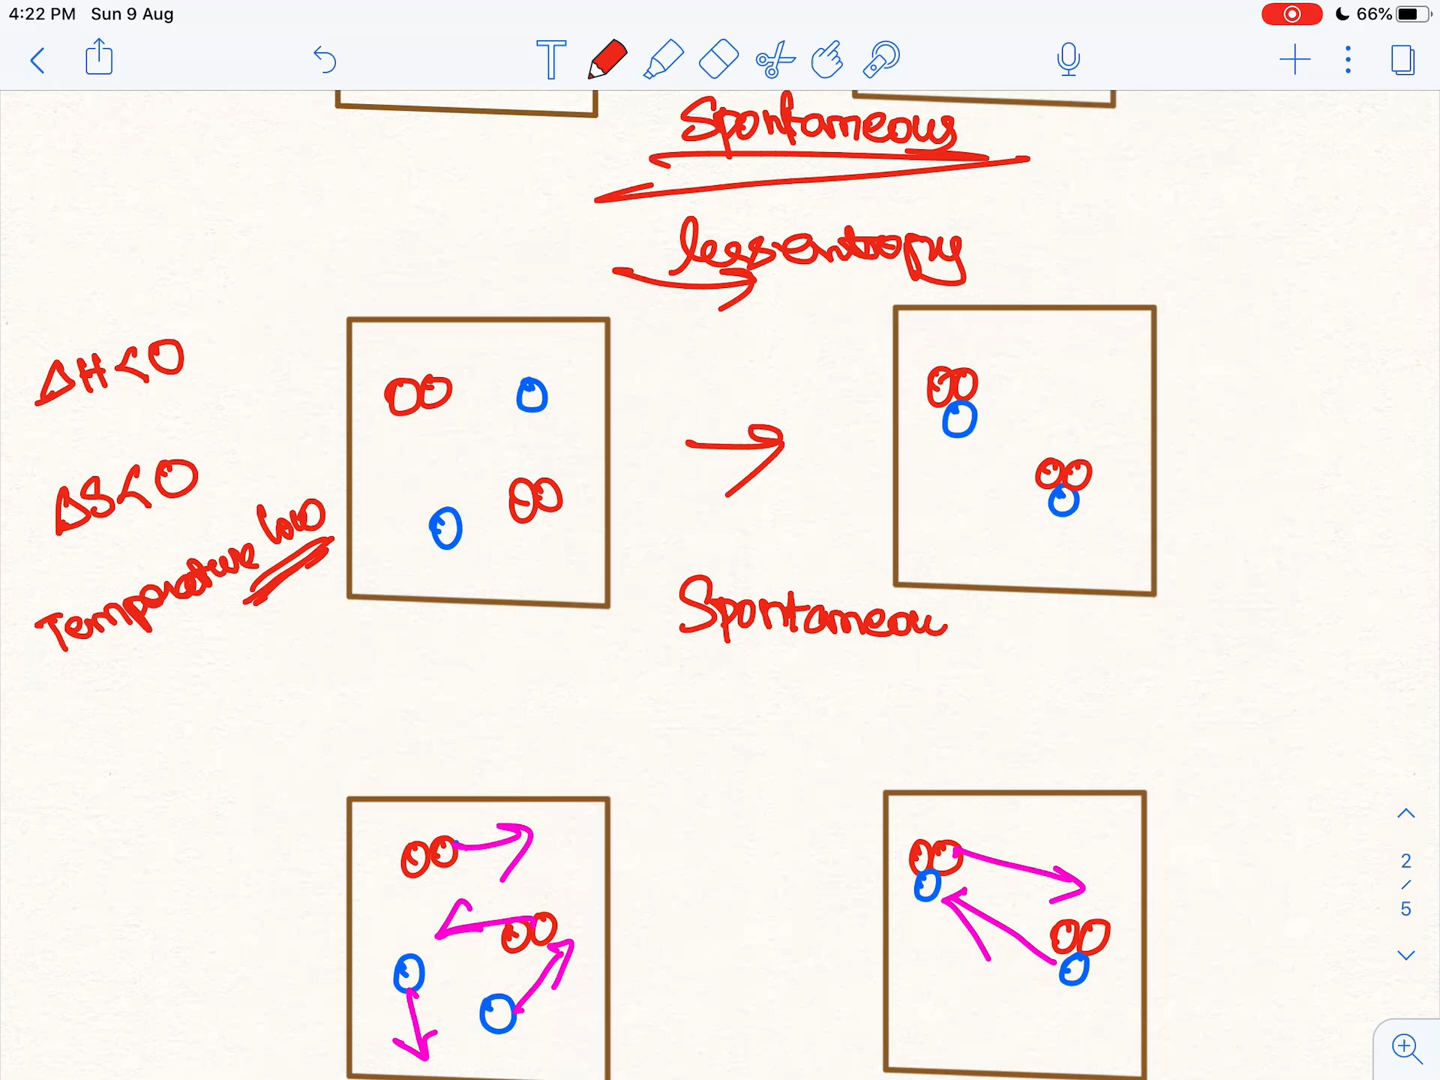 4:22 PM Sun 9 Aug
66%
Spontaneous
less entropy
ΔH<0
ΔS<0
Temperature low
Spontaneou
2
/
5